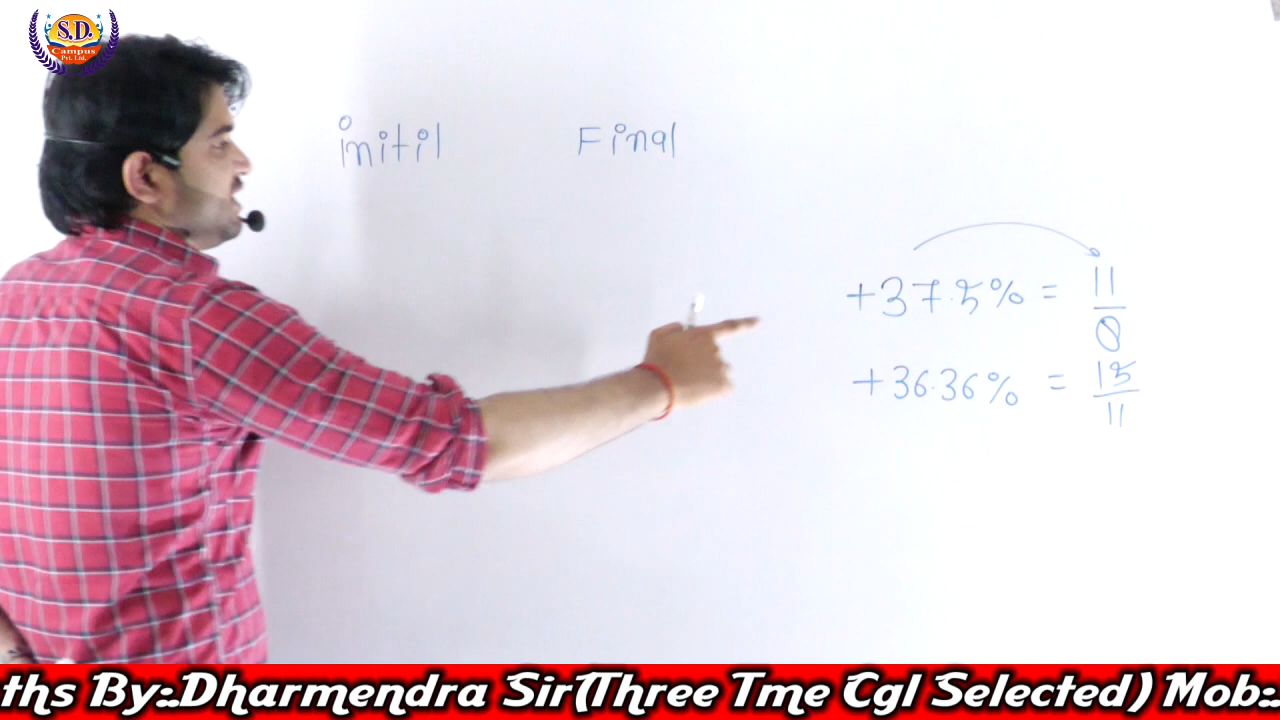 S.D.
Campus
Pvt. Ltd.
initil Final
+37.5% = 11/8
+36.36% = 15/11
ths By:.Dharmendra Sir(Three Tme Cgl Selected) Mob:.